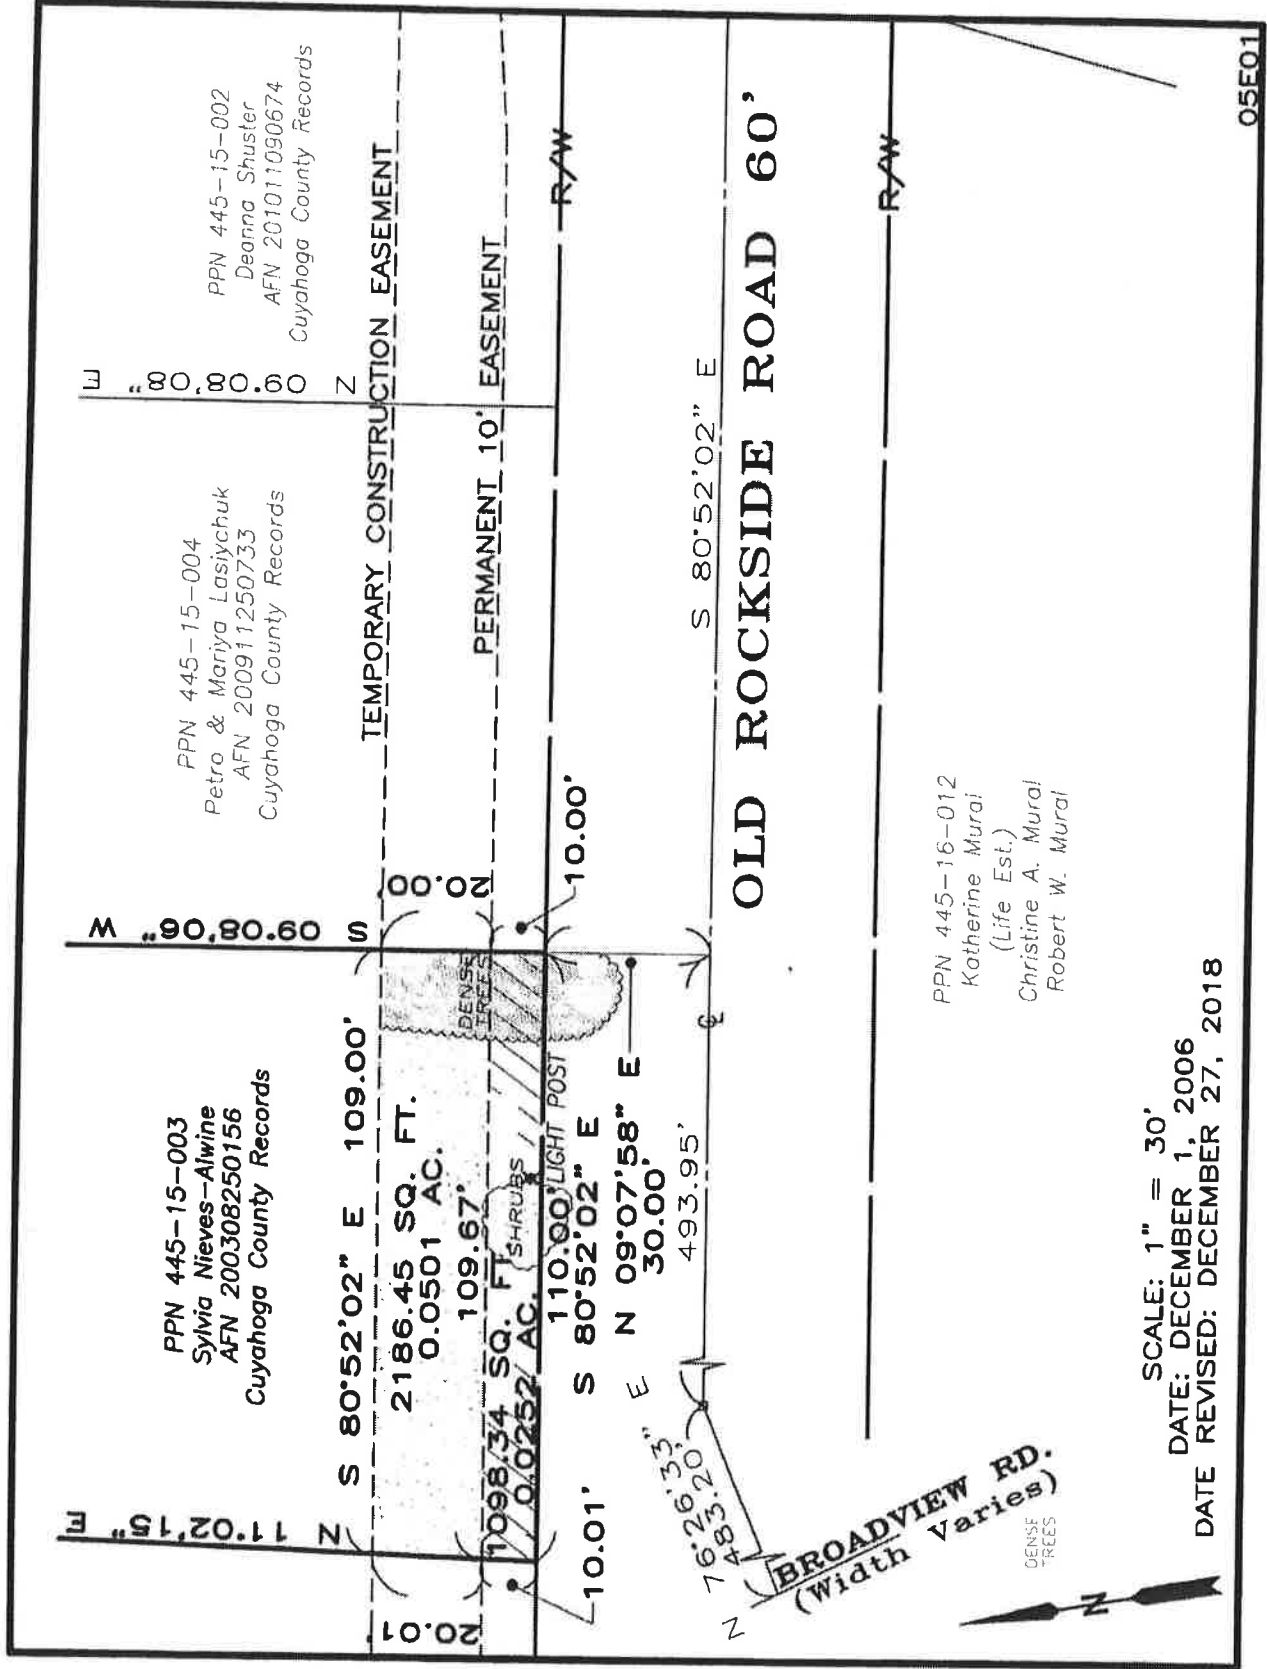 PPN 445-15-003
Sylvia Nieves-Alwine
AFN 200308250156
Cuyahoga County Records
PPN 445-15-004
Petro & Mariya Lasiychuk
AFN 200911250733
Cuyahoga County Records
PPN 445-15-002
Deanna Shuster
AFN 201011090674
Cuyahoga County Records
N 11°02'15" E
S 09°08'06" W
N 09°08'08" E
S 80°52'02" E 109.00'
2186.45 SQ. FT.
0.0501 AC.
109.67'
1098.34 SQ. FT.
0.0252 AC.
20.01'
10.01'
20.00'
10.00'
DENSE
TREES
SHRUBS
LIGHT POST
TEMPORARY CONSTRUCTION EASEMENT
PERMANENT 10' EASEMENT
R/W
110.00'
S 80°52'02" E
N 09°07'58" E
30.00'
493.95'
S 80°52'02" E
OLD ROCKSIDE ROAD 60'
R/W
N 76°26'33" E
483.20'
BROADVIEW RD.
(Width Varies)
DENSE
TREES
N
PPN 445-16-012
Katherine Mural
(Life Est.)
Christine A. Mural
Robert W. Mural
SCALE: 1" = 30'
DATE: DECEMBER 1, 2006
DATE REVISED: DECEMBER 27, 2018
05E01